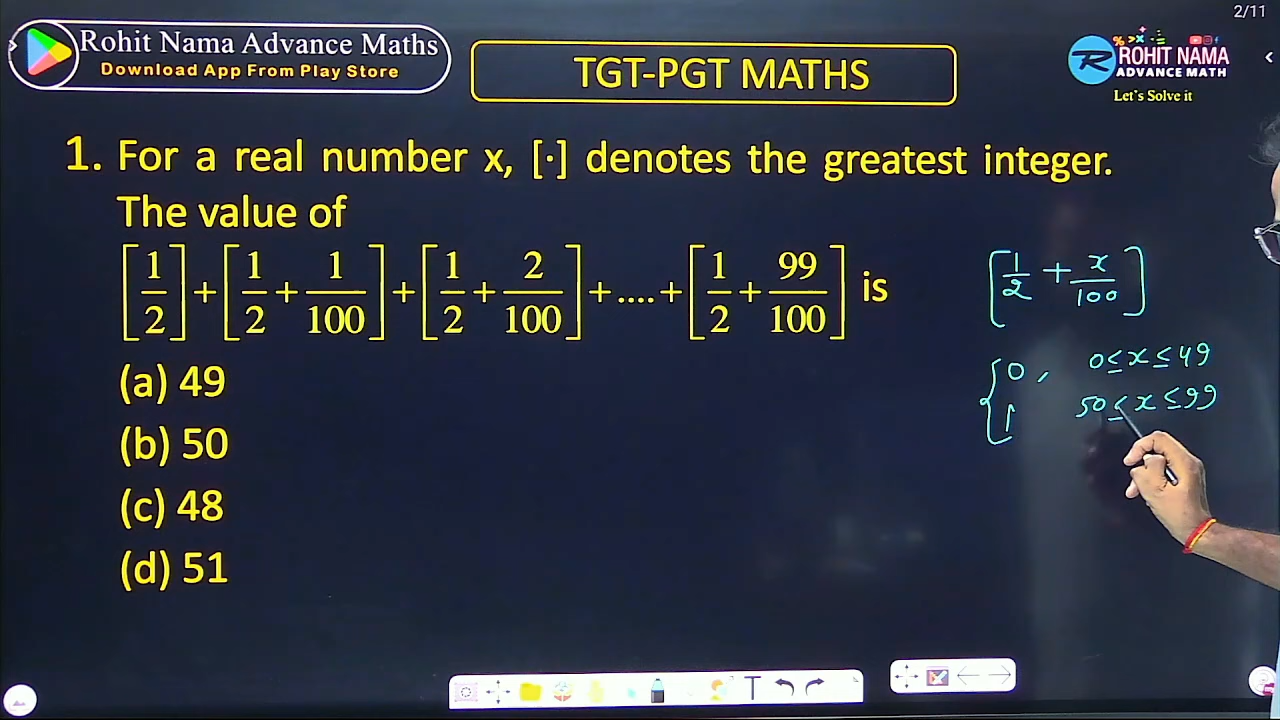 2/11
Rohit Nama Advance Maths
Download App From Play Store
TGT-PGT MATHS
ROHIT NAMA
ADVANCE MATH
Let's Solve it
1. For a real number x, [·] denotes the greatest integer.
The value of
[1/2]+[1/2+1/100]+[1/2+2/100]+....+[1/2+99/100] is
(a) 49
(b) 50
(c) 48
(d) 51
[1/2 + x/100]
{0, 0≤x≤49
1 50≤x≤99
T